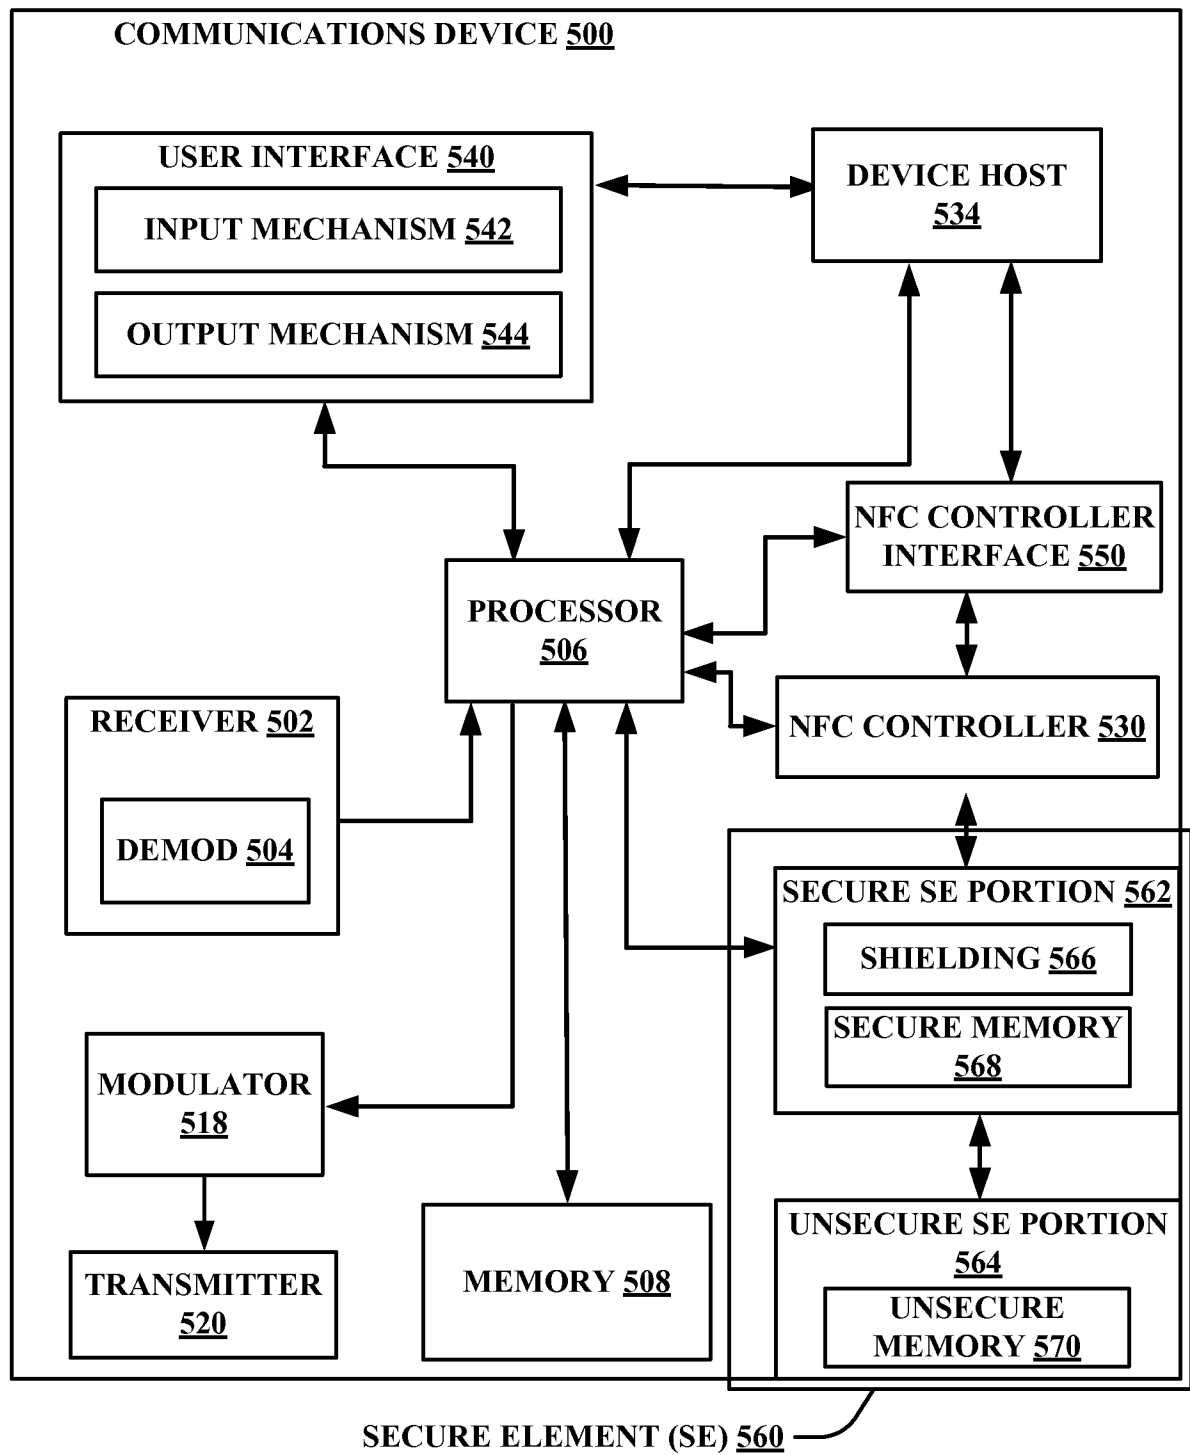 COMMUNICATIONS DEVICE 500
USER INTERFACE 540
INPUT MECHANISM 542
OUTPUT MECHANISM 544
DEVICE HOST
534
NFC CONTROLLER
INTERFACE 550
PROCESSOR
506
NFC CONTROLLER 530
RECEIVER 502
DEMOD 504
SECURE SE PORTION 562
SHIELDING 566
SECURE MEMORY
568
MODULATOR
518
UNSECURE SE PORTION
564
UNSECURE
MEMORY 570
MEMORY 508
TRANSMITTER
520
SECURE ELEMENT (SE) 560